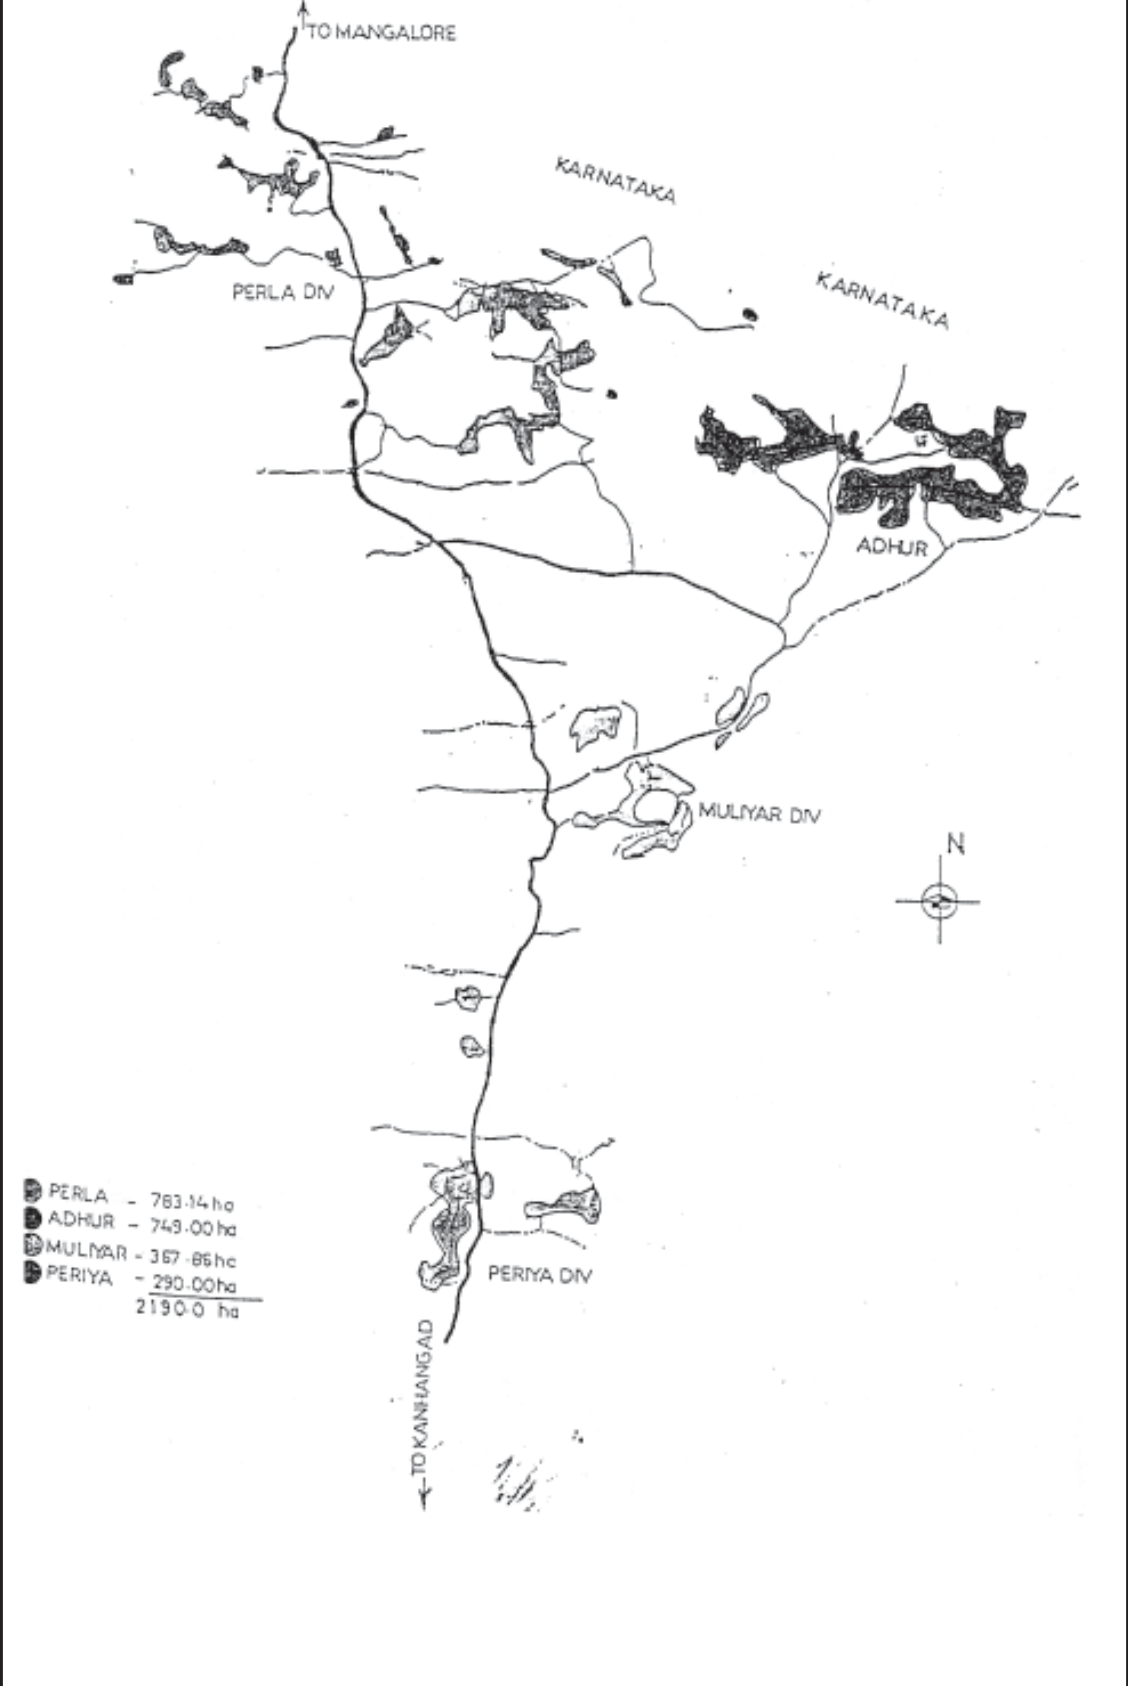 TO MANGALORE
KARNATAKA
KARNATAKA
PERLA DIV
ADHUR
MULIYAR DIV
N
PERLA - 783.14 ha
ADHUR - 749.00 ha
MULIYAR - 367.86 ha
PERIYA - 290.00 ha
2190.0 ha
PERIYA DIV
TO KANHANGAD